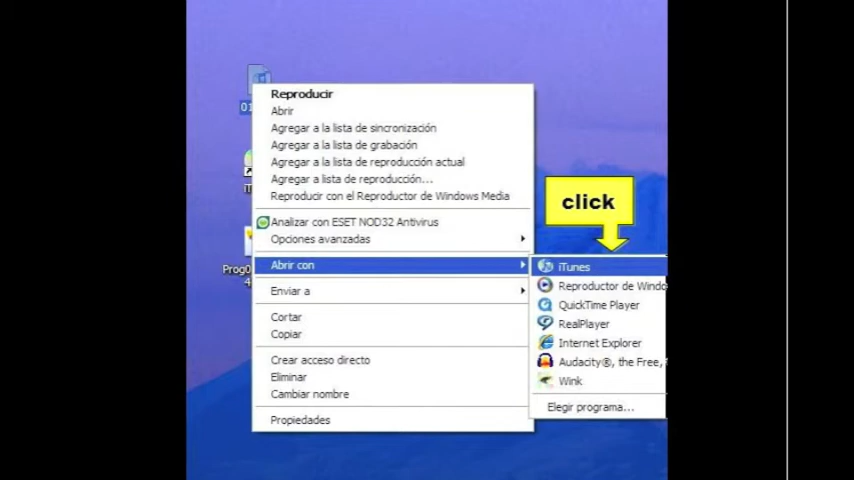 Reproducir
Abrir
Agregar a la lista de sincronización
Agregar a la lista de grabación
Agregar a la lista de reproducción actual
Agregar a lista de reproducción...
Reproducir con el Reproductor de Windows Media
Analizar con ESET NOD32 Antivirus
Opciones avanzadas
Abrir con
Enviar a
Cortar
Copiar
Crear acceso directo
Eliminar
Cambiar nombre
Propiedades
click
iTunes
Reproductor de Windo
QuickTime Player
RealPlayer
Internet Explorer
Audacity®, the Free,
Wink
Elegir programa...
01
Prog0
4